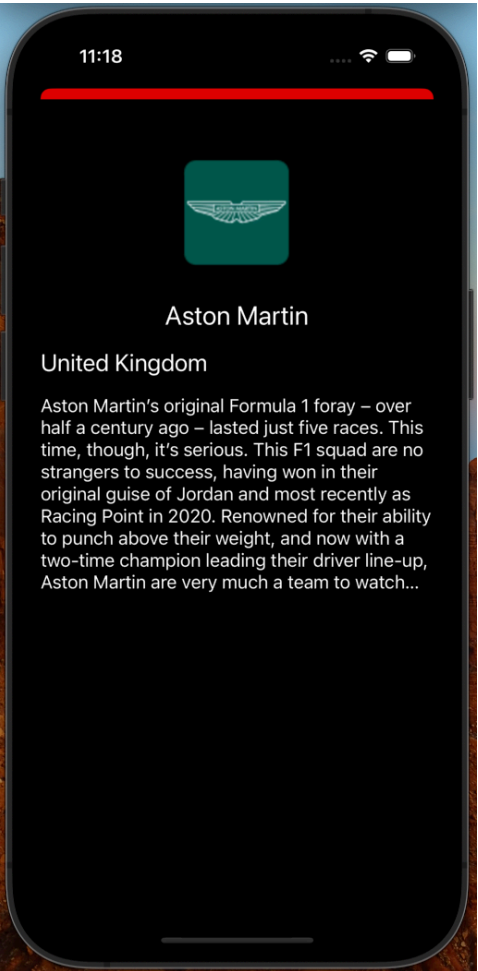 11:18
ASTON MARTIN
Aston Martin
United Kingdom
Aston Martin’s original Formula 1 foray – over
half a century ago – lasted just five races. This
time, though, it’s serious. This F1 squad are no
strangers to success, having won in their
original guise of Jordan and most recently as
Racing Point in 2020. Renowned for their ability
to punch above their weight, and now with a
two-time champion leading their driver line-up,
Aston Martin are very much a team to watch...